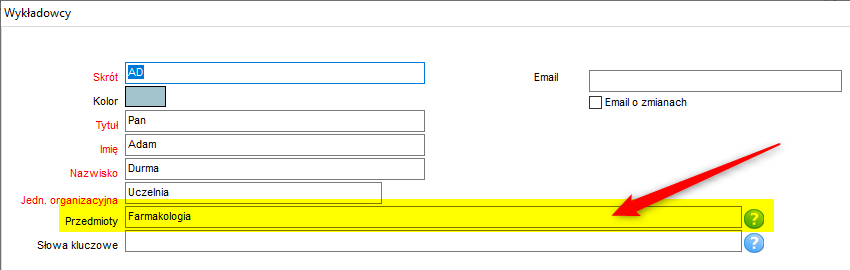 Wykładowcy
Skrót AD
Email
Kolor
Email o zmianach
Tytuł Pan
Imię Adam
Nazwisko Durma
Jedn. organizacyjna Uczelnia
Przedmioty Farmakologia ?
Słowa kluczowe ?